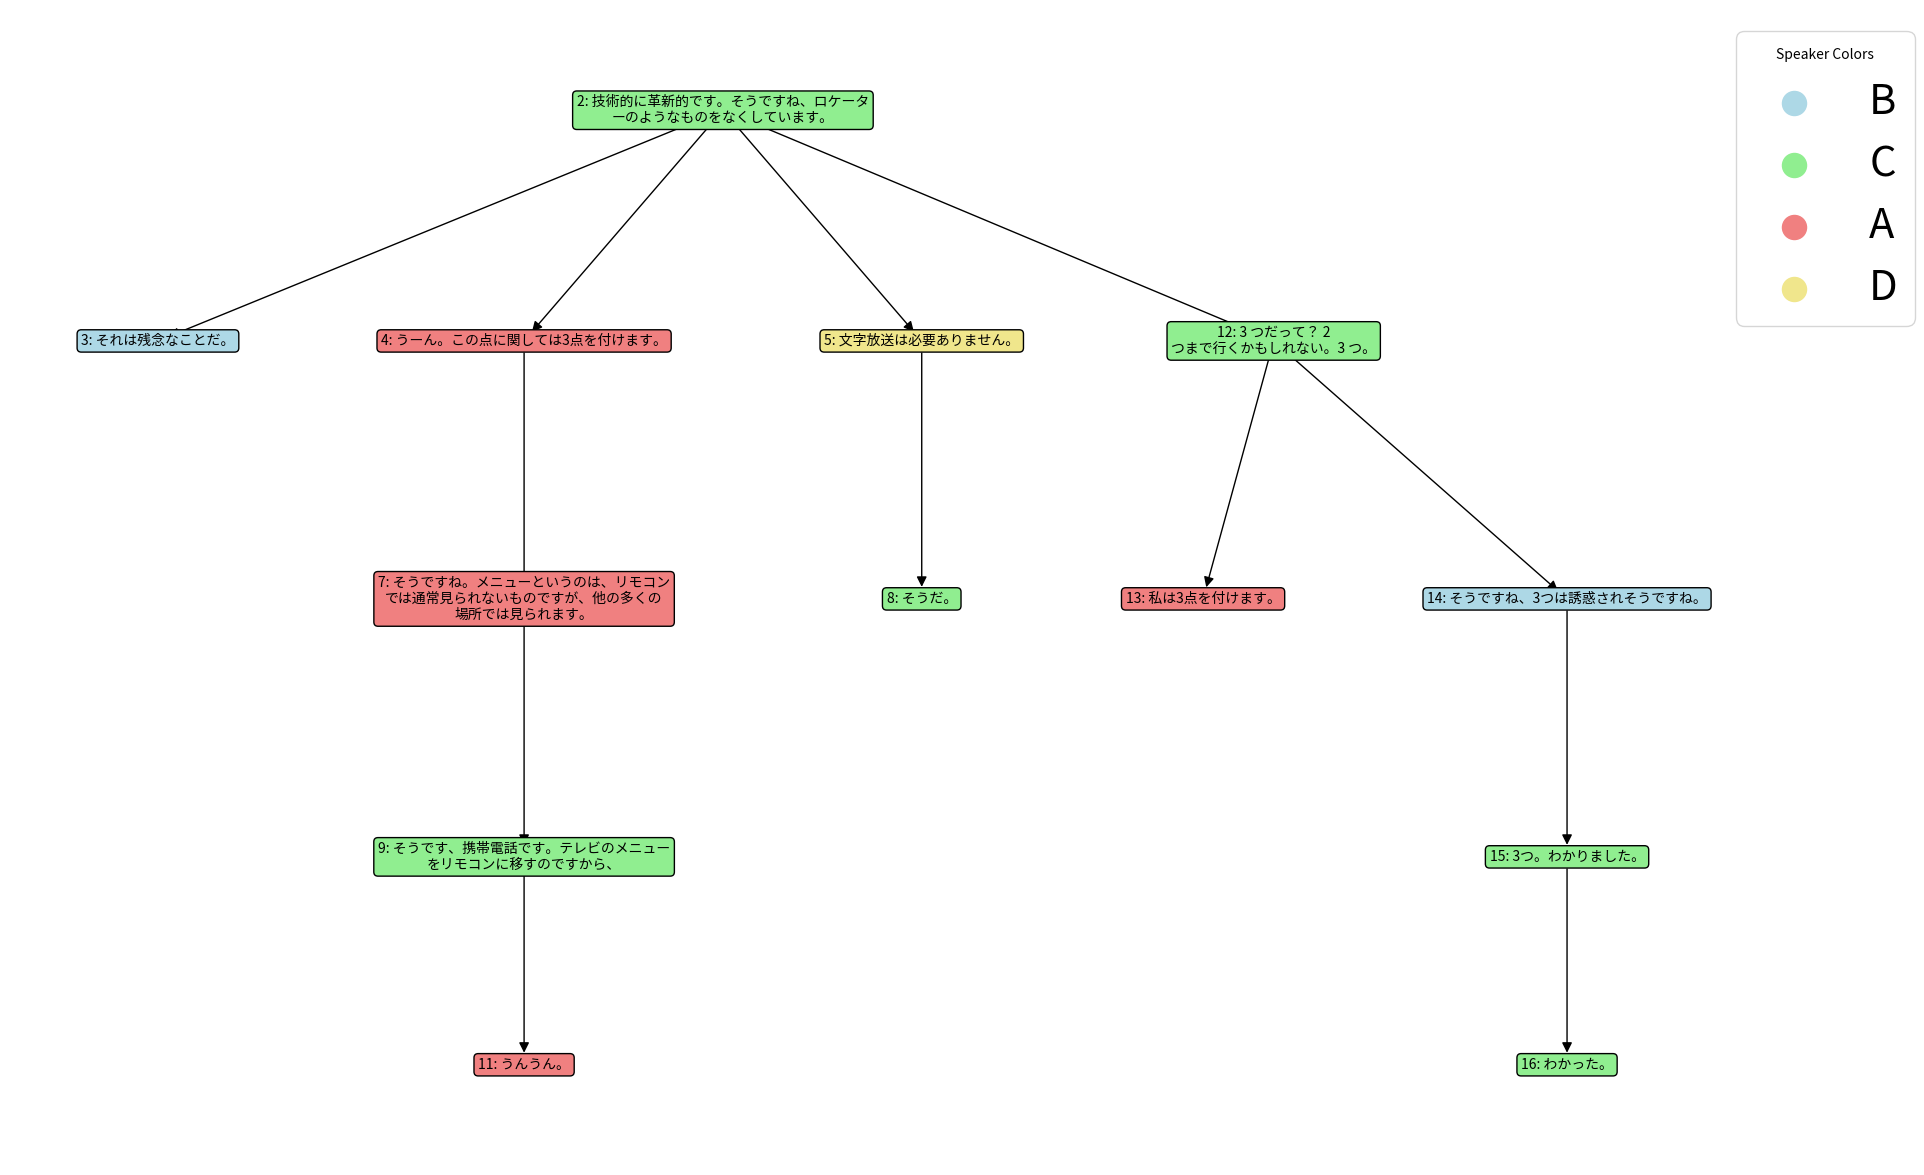 Speaker Colors
B
C
A
D
2: 技術的に革新的です。そうですね、ロケータ
ーのようなものをなくしています。
3: それは残念なことだ。
4: うーん。この点に関しては3点を付けます。
5: 文字放送は必要ありません。
12: 3 つだって？ 2
つまで行くかもしれない。3 つ。
7: そうですね。メニューというのは、リモコン
では通常見られないものですが、他の多くの
場所では見られます。
8: そうだ。
13: 私は3点を付けます。
14: そうですね、3つは誘惑されそうですね。
9: そうです、携帯電話です。テレビのメニュー
をリモコンに移すのですから、
15: 3つ。わかりました。
11: うんうん。
16: わかった。